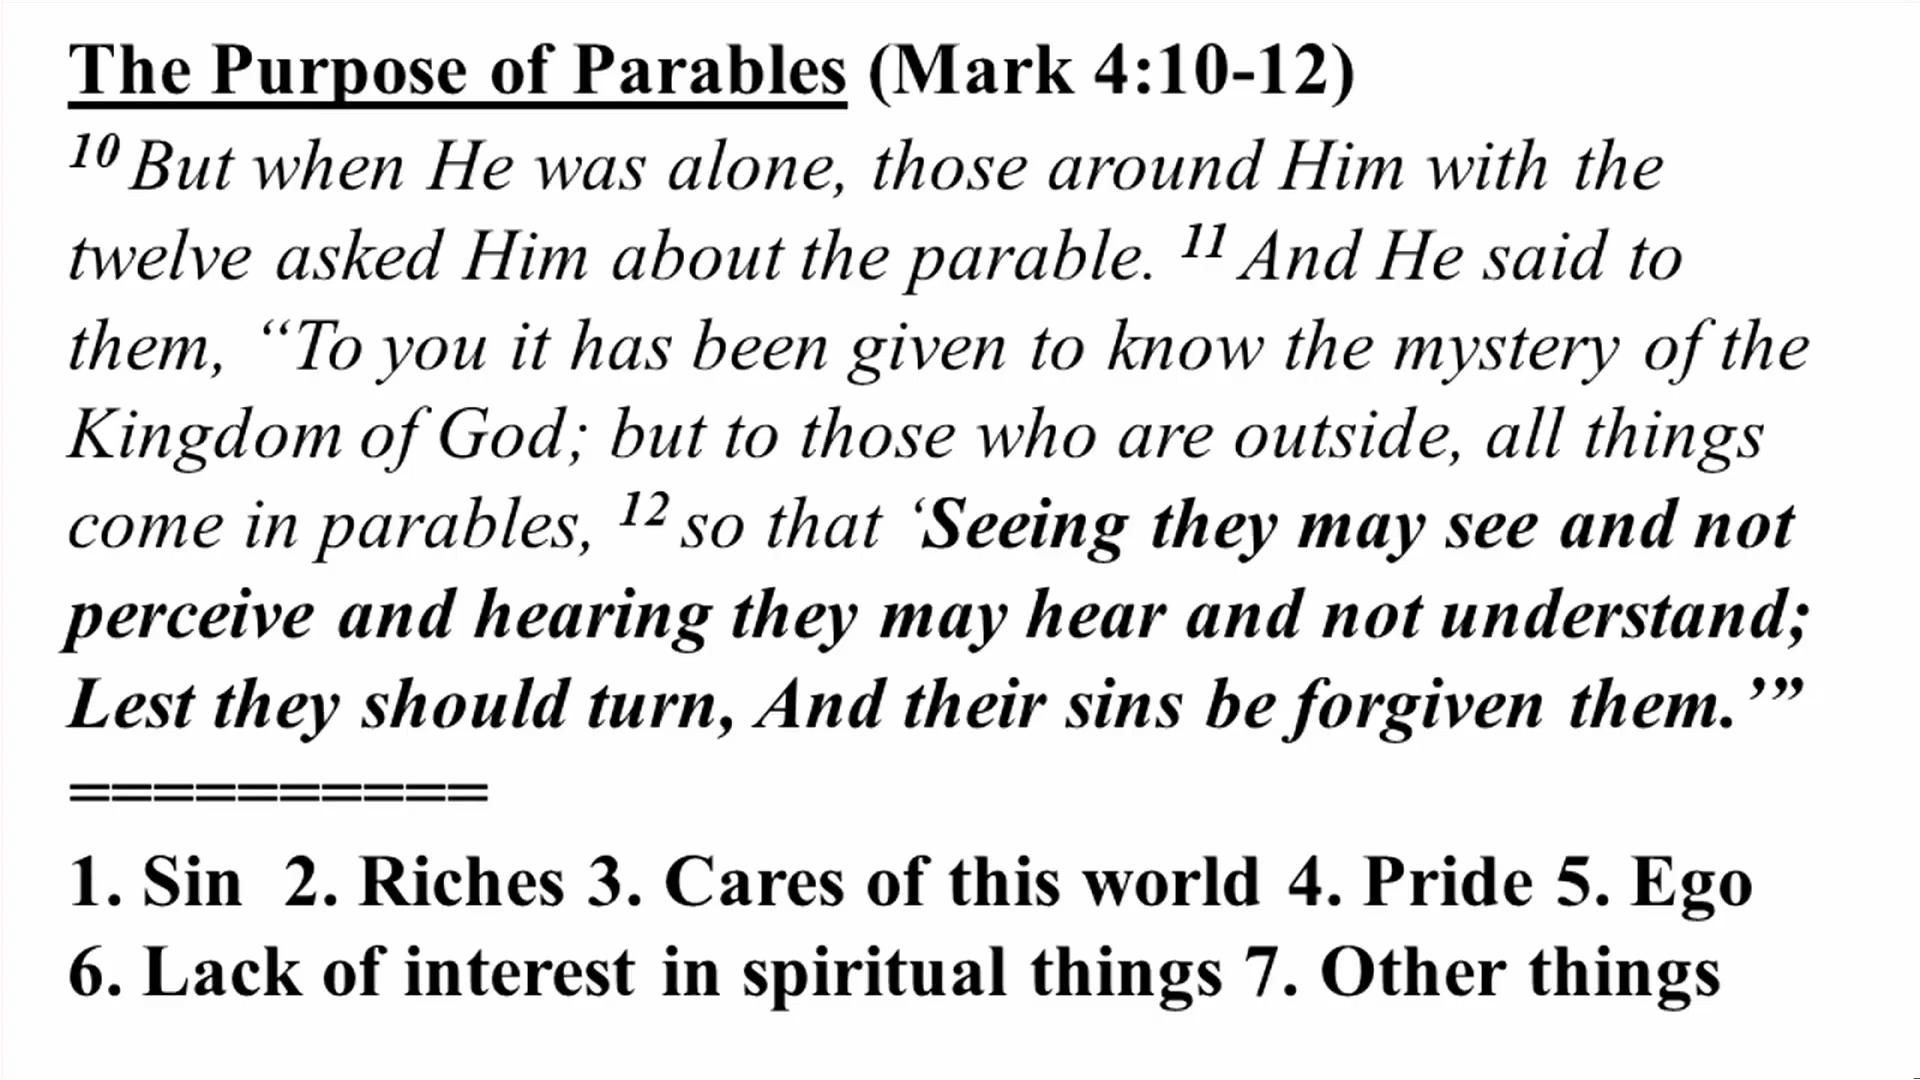 The Purpose of Parables (Mark 4:10-12)
10 But when He was alone, those around Him with the
twelve asked Him about the parable. 11 And He said to
them, “To you it has been given to know the mystery of the
Kingdom of God; but to those who are outside, all things
come in parables, 12 so that ‘Seeing they may see and not
perceive and hearing they may hear and not understand;
Lest they should turn, And their sins be forgiven them.’”
==========
1. Sin  2. Riches 3. Cares of this world 4. Pride 5. Ego
6. Lack of interest in spiritual things 7. Other things